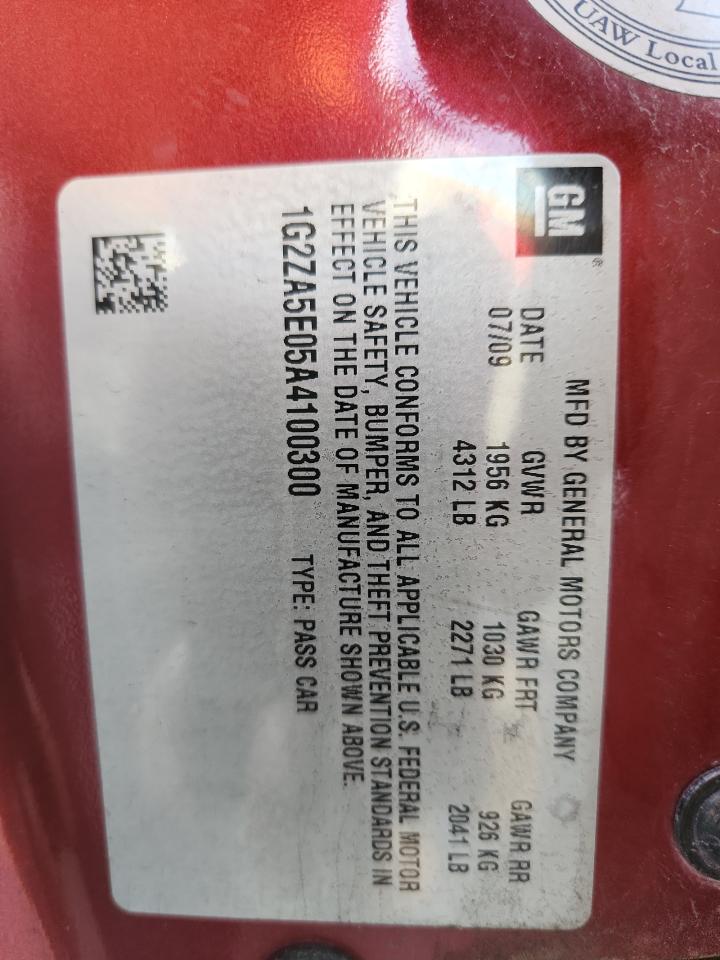 UAW Local
GM
MFD BY GENERAL MOTORS COMPANY
DATE GVWR GAWR FRT GAWR RR
07/09 1956 KG 1030 KG 926 KG
4312 LB 2271 LB 2041 LB
THIS VEHICLE CONFORMS TO ALL APPLICABLE U.S. FEDERAL MOTOR
VEHICLE SAFETY, BUMPER, AND THEFT PREVENTION STANDARDS IN
EFFECT ON THE DATE OF MANUFACTURE SHOWN ABOVE.
1G2ZA5E05A4100300 TYPE: PASS CAR